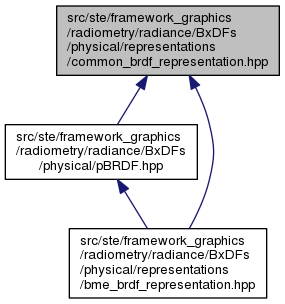 src/ste/framework_graphics
/radiometry/radiance/BxDFs
/physical/representations
/common_brdf_representation.hpp
src/ste/framework_graphics
/radiometry/radiance/BxDFs
/physical/pBRDF.hpp
src/ste/framework_graphics
/radiometry/radiance/BxDFs
/physical/representations
/bme_brdf_representation.hpp